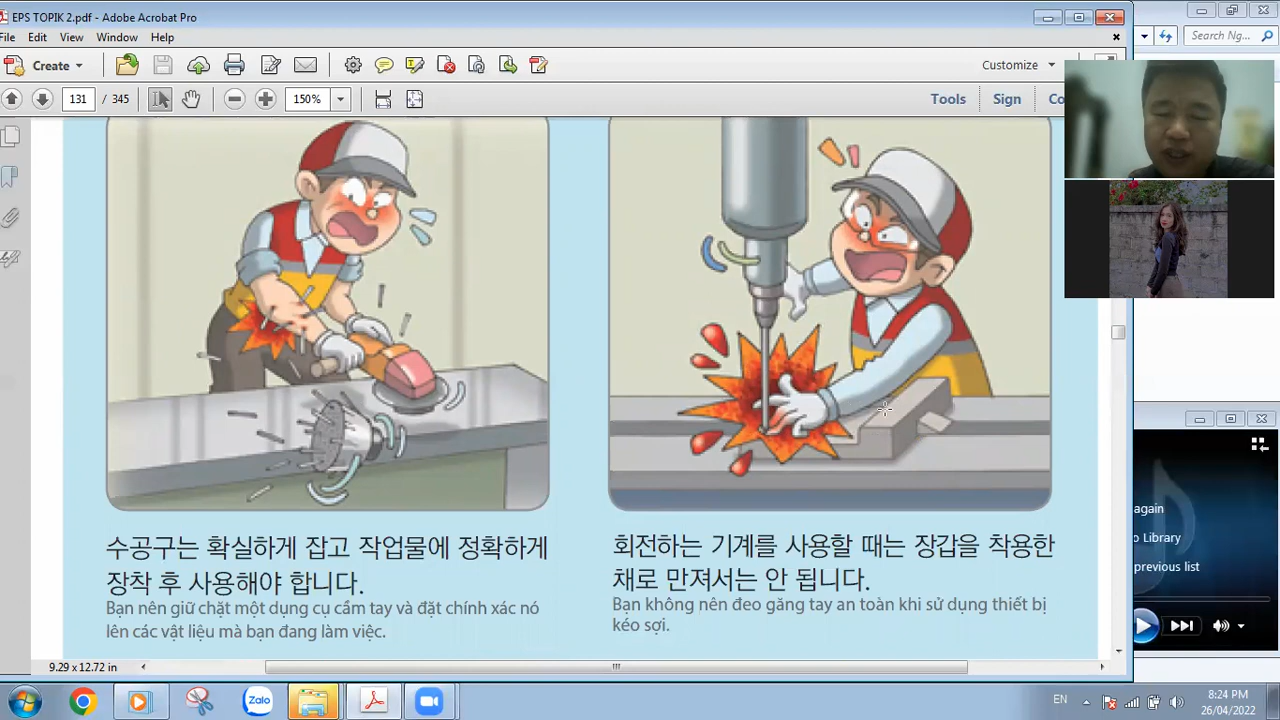 EPS TOPIK 2.pdf - Adobe Acrobat Pro
File Edit View Window Help
Create
Customize
131 / 345 150% Tools Sign Co
Search Ng...
수공구는 확실하게 잡고 작업물에 정확하게
장착 후 사용해야 합니다.
Bạn nên giữ chặt một dụng cụ cầm tay và đặt chính xác nó
lên các vật liệu mà bạn đang làm việc.
회전하는 기계를 사용할 때는 장갑을 착용한
채로 만져서는 안 됩니다.
Bạn không nên đeo găng tay an toàn khi sử dụng thiết bị
kéo sợi.
again
o Library
previous list
9.29 x 12.72 in
Zalo
EN
8:24 PM
26/04/2022